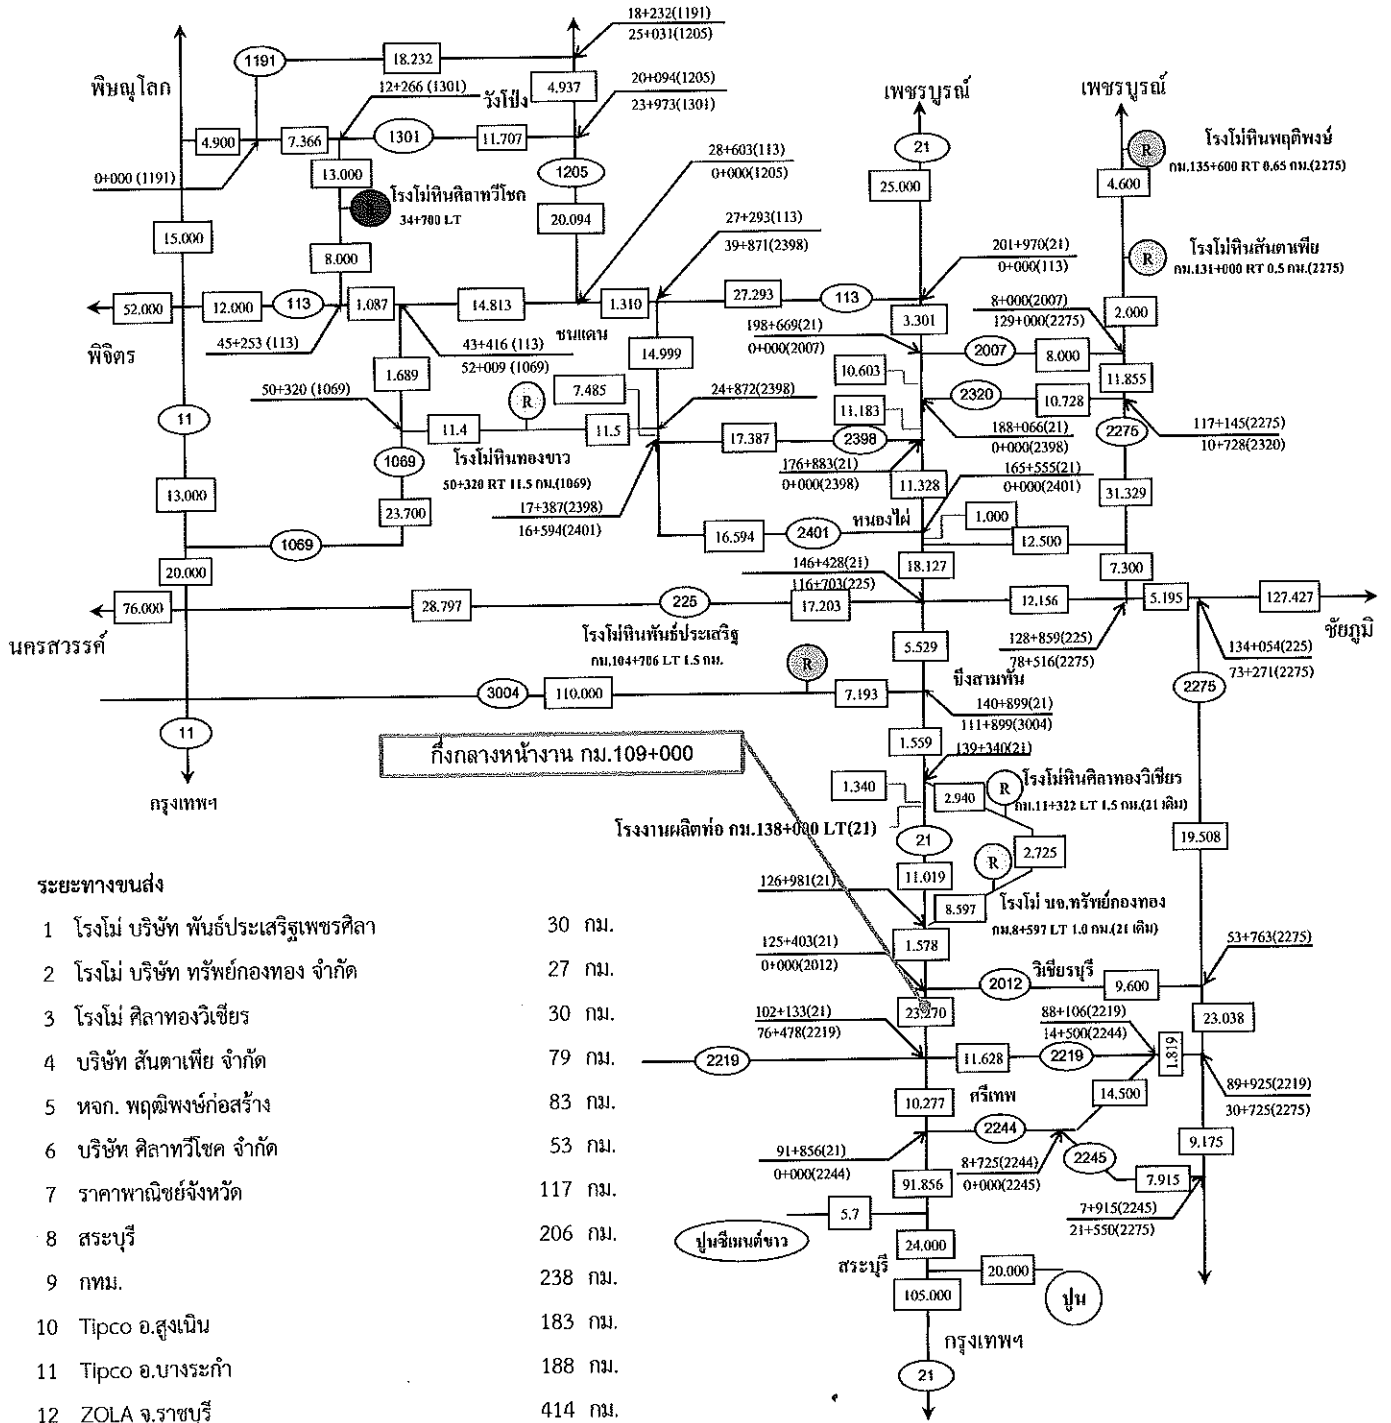 18+232(1191)
25+031(1205)
1191
18.232
พิษณุโลก
12+266 (1301)
วังโป่ง
4.937
20+094(1205)
23+973(1301)
เพชรบูรณ์
เพชรบูรณ์
4.900
7.366
1301
11.707
21
โรงโม่หินพฤติพงษ์
กม.135+600 RT 0.65 กม.(2275)
R
0+000 (1191)
13.000
1205
28+603(113)
0+000(1205)
25.000
4.600
โรงโม่หินศิลาทวีโชค
34+700 LT
15.000
20.094
27+293(113)
39+871(2398)
โรงโม่หินสันตาเพีย
กม.131+000 RT 0.5 กม.(2275)
R
8.000
201+970(21)
0+000(113)
52.000
12.000
113
1.087
14.813
1.310
27.293
113
8+000(2007)
129+000(2275)
2.000
พิจิตร
45+253 (113)
43+416 (113)
52+009 (1069)
ชนแดน
198+669(21)
0+000(2007)
3.301
2007
8.000
1.689
14.999
10.603
11.855
50+320 (1069)
R
7.485
24+872(2398)
11.183
2320
10.728
11
11.4
11.5
17.387
2398
188+066(21)
0+000(2398)
2275
117+145(2275)
10+728(2320)
1069
โรงโม่หินทองขาว
50+320 RT 11.5 กม.(1069)
176+883(21)
0+000(2398)
11.328
165+555(21)
0+000(2401)
13.000
23.700
17+387(2398)
16+594(2401)
หนองไผ่
1.000
31.329
1069
16.594
2401
12.500
20.000
146+428(21)
116+703(225)
18.127
7.300
76.000
28.797
225
17.203
12.156
5.195
127.427
นครสวรรค์
โรงโม่หินพันธ์ประเสริฐ
กม.104+706 LT 1.5 กม.
5.529
128+859(225)
78+516(2275)
134+054(225)
73+271(2275)
ชัยภูมิ
R
3004
110.000
7.193
บึงสามพัน
2275
11
140+899(21)
111+899(3004)
กึ่งกลางหน้างาน กม.109+000
1.559
139+340(21)
กรุงเทพฯ
1.340
2.940
R
โรงโม่หินศิลาทองวิเชียร
กม.11+322 LT 1.5 กม.(21 เดิม)
โรงงานผลิตท่อ กม.138+000 LT(21)
21
2.725
19.508
R
126+981(21)
11.019
8.597
โรงโม่ บจ.ทรัพย์กองทอง
กม.8+597 LT 1.0 กม.(21 เดิม)
ระยะทางขนส่ง
1 โรงโม่ บริษัท พันธ์ประเสริฐเพชรศิลา 30 กม.
2 โรงโม่ บริษัท ทรัพย์กองทอง จำกัด 27 กม.
3 โรงโม่ ศิลาทองวิเชียร 30 กม.
4 บริษัท สันตาเพีย จำกัด 79 กม.
5 หจก. พฤฒิพงษ์ก่อสร้าง 83 กม.
6 บริษัท ศิลาทวีโชค จำกัด 53 กม.
7 ราคาพาณิชย์จังหวัด 117 กม.
8 สระบุรี 206 กม.
9 กทม. 238 กม.
10 Tipco อ.สูงเนิน 183 กม.
11 Tipco อ.บางระกำ 188 กม.
12 ZOLA จ.ราชบุรี 414 กม.
125+403(21)
0+000(2012)
1.578
53+763(2275)
วิเชียรบุรี
2012
9.600
102+133(21)
76+478(2219)
23.270
88+106(2219)
14+500(2244)
23.038
2219
11.628
2219
1.819
89+925(2219)
30+725(2275)
14.500
ศรีเทพ
10.277
2244
9.175
91+856(21)
0+000(2244)
8+725(2244)
0+000(2245)
2245
7.915
91.856
7+915(2245)
21+550(2275)
5.7
ปูนซีเมนต์ขาว
24.000
สระบุรี
20.000
ปูน
105.000
กรุงเทพฯ
21